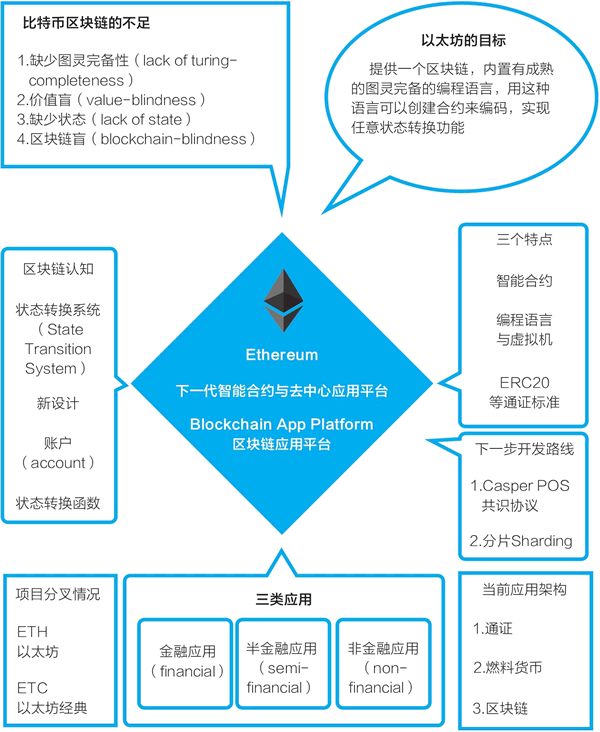 比特币区块链的不足
1.缺少图灵完备性（lack of turing-
completeness）
2.价值盲（value-blindness）
3.缺少状态（lack of state）
4.区块链盲（blockchain-blindness）
以太坊的目标
提供一个区块链，内置有成熟
的图灵完备的编程语言，用这种
语言可以创建合约来编码，实现
任意状态转换功能
区块链认知
状态转换系统
（State
Transition
System）
新设计
账户
（account）
状态转换函数
Ethereum
下一代智能合约与去中心应用平台
Blockchain App Platform
区块链应用平台
三个特点
智能合约
编程语言
与虚拟机
ERC20
等通证标准
下一步开发路线
1.Casper POS
共识协议
2.分片Sharding
项目分叉情况
ETH
以太坊
ETC
以太坊经典
三类应用
金融应用
（financial）
半金融应用
（semi-
financial）
非金融应用
（non-
financial）
当前应用架构
1.通证
2.燃料货币
3.区块链